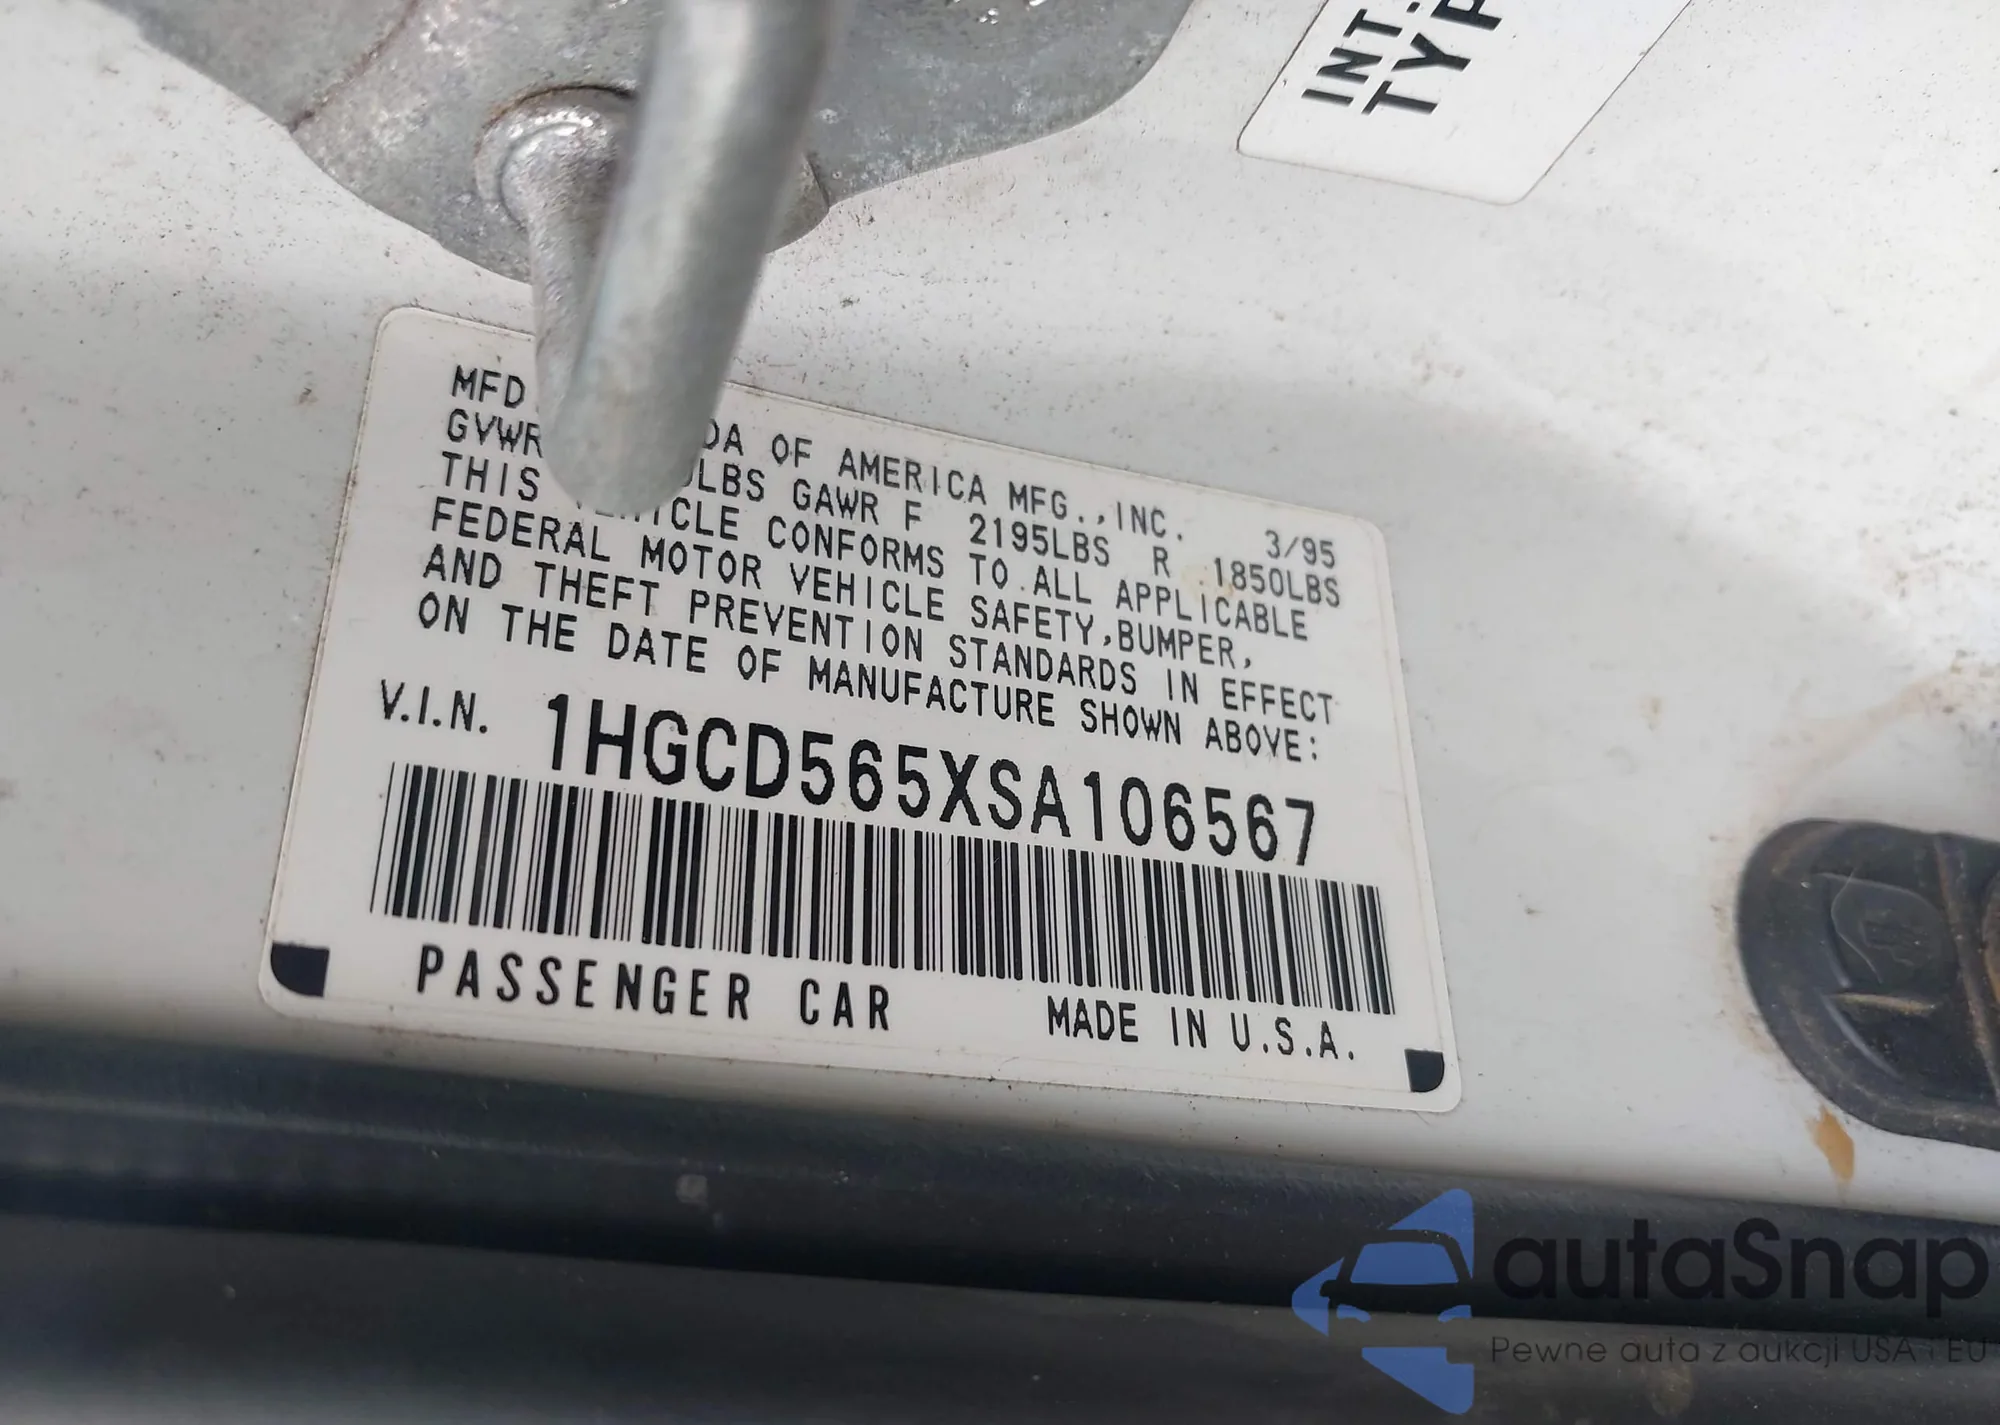 INT.
TYP
MFD DA OF AMERICA MFG.,INC. 3/95
GVWR LBS GAWR F 2195LBS R 1850LBS
THIS VEHICLE CONFORMS TO ALL APPLICABLE
FEDERAL MOTOR VEHICLE SAFETY,BUMPER,
AND THEFT PREVENTION STANDARDS IN EFFECT
ON THE DATE OF MANUFACTURE SHOWN ABOVE:
V.I.N. 1HGCD565XSA106567
PASSENGER CAR MADE IN U.S.A.
autaSnap
Pewne auta z aukcji USA i EU